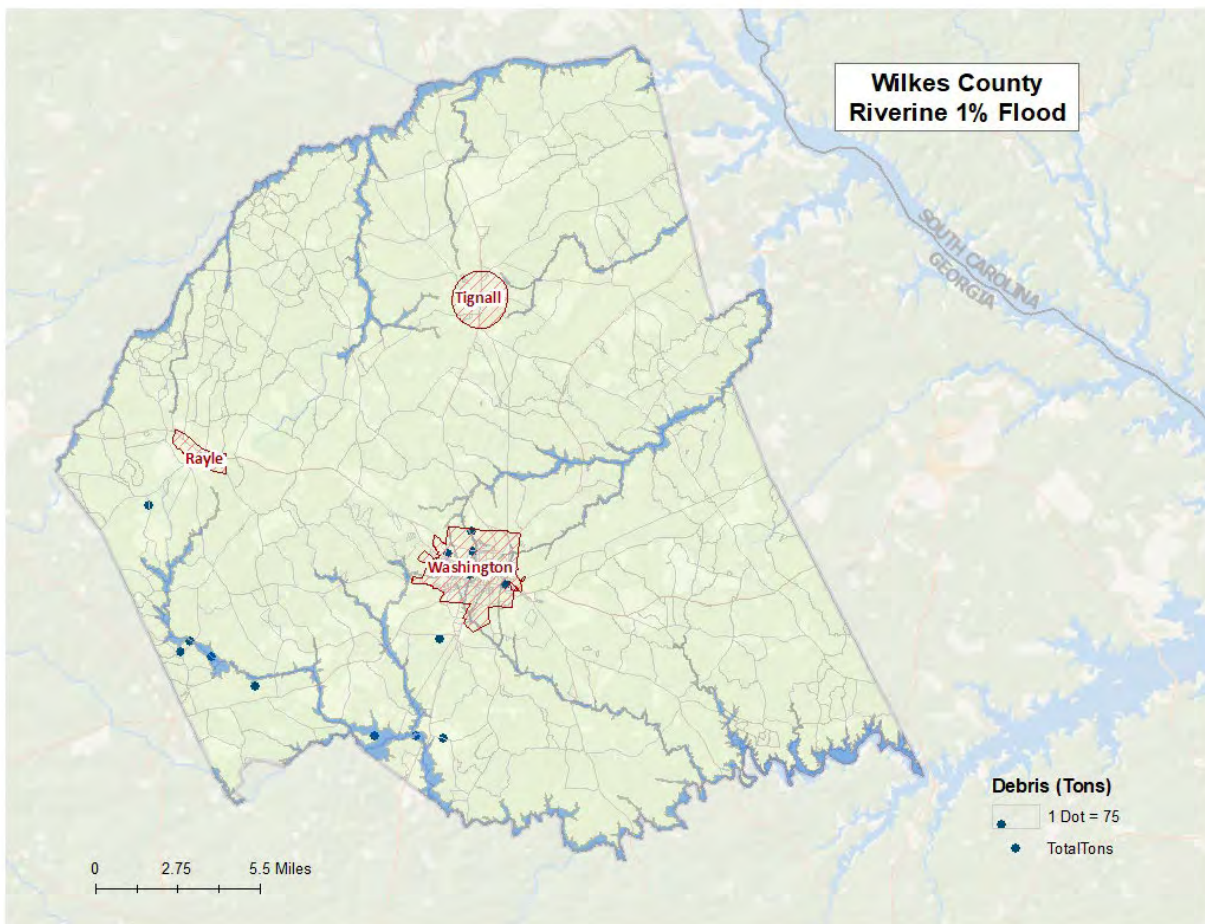 Wilkes County
Riverine 1% Flood
SOUTH CAROLINA
GEORGIA
Tignall
Rayle
Washington
Debris (Tons)
1 Dot = 75
TotalTons
0 2.75 5.5 Miles